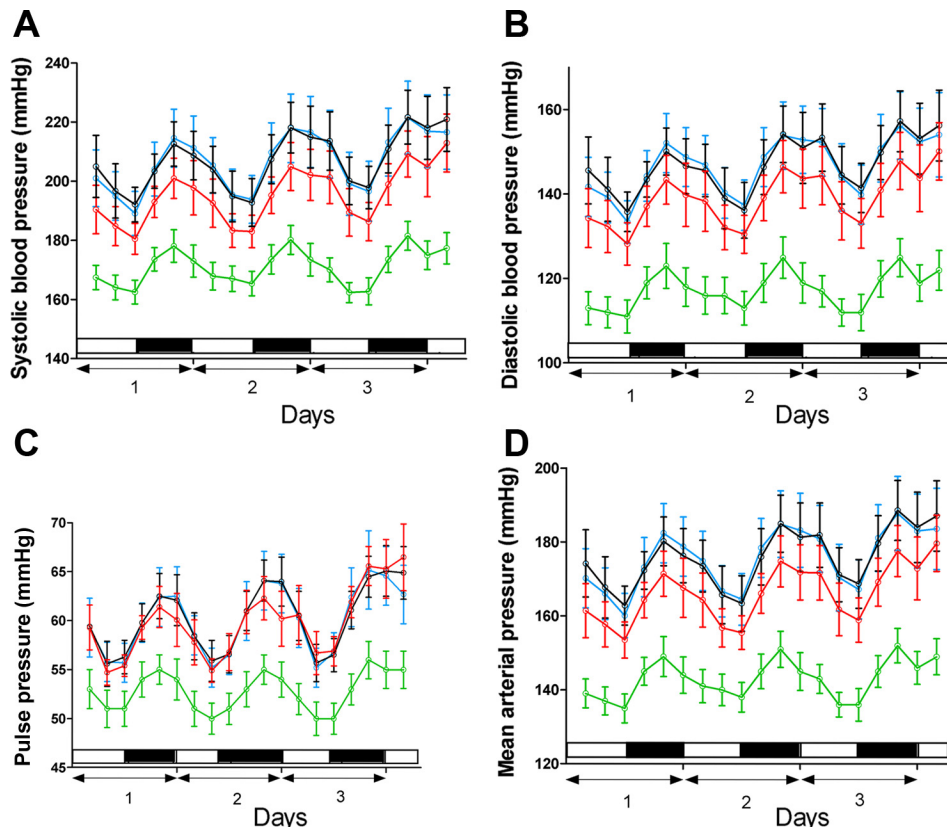 A
Systolic blood pressure (mmHg)
240
220
200
180
160
140
1
2
3
Days
B
Diastolic blood pressure (mmHg)
160
140
120
100
1
2
3
Days
C
Pulse pressure (mmHg)
70
65
60
55
50
45
1
2
3
Days
D
Mean arterial pressure (mmHg)
200
180
160
140
120
1
2
3
Days